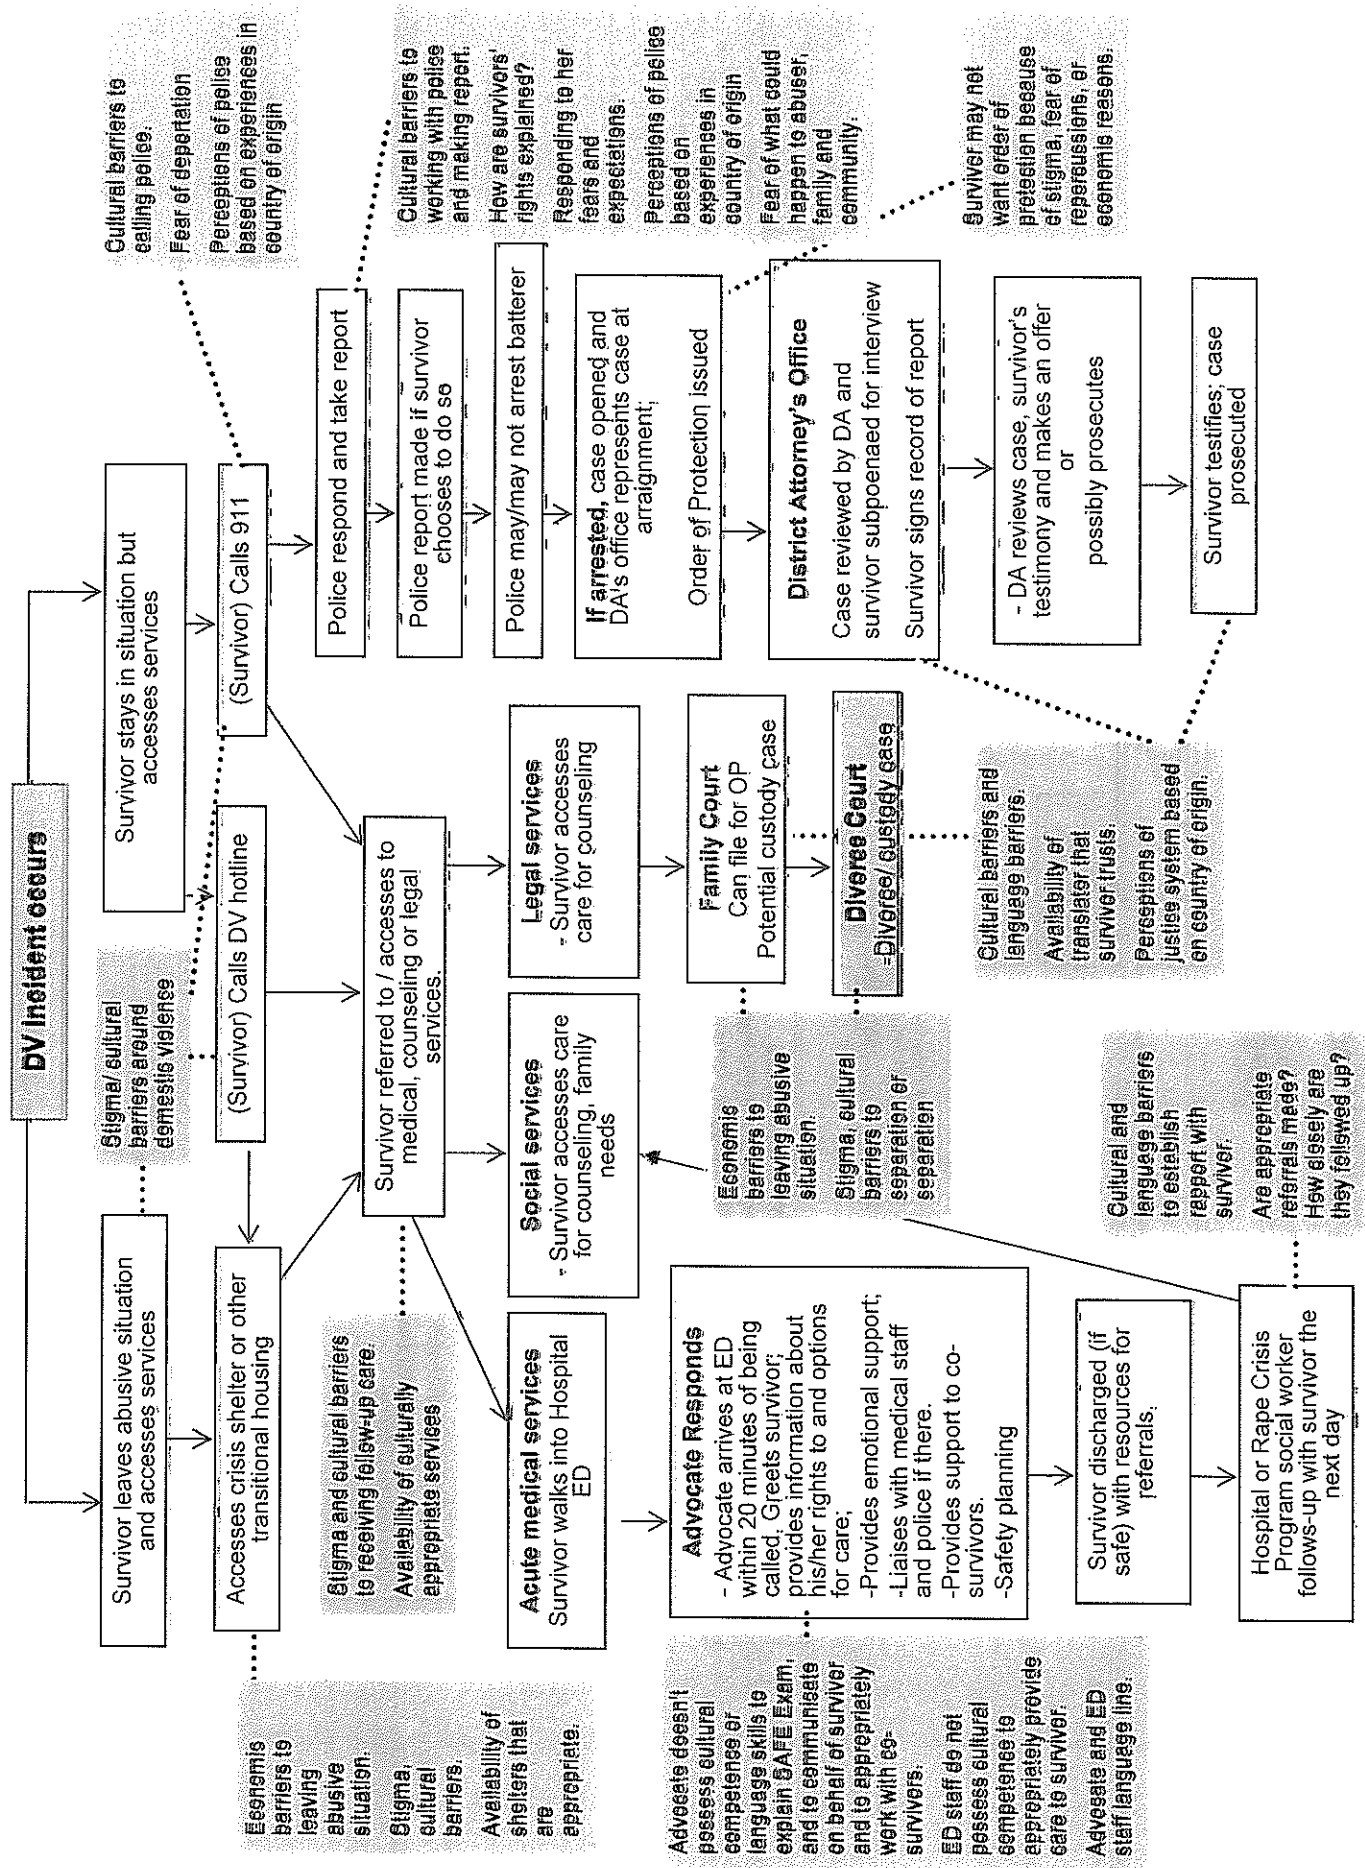 DV Incident occurs
Stigma/ cultural
barriers around
domestic violence
Survivor leaves abusive situation
and accesses services
Survivor stays in situation but
accesses services
Cultural barriers to
calling police.
Fear of deportation
Perceptions of police
based on experiences in
country of origin
Accesses crisis shelter or other
transitional housing
(Survivor) Calls DV hotline
(Survivor) Calls 911
Economic
barriers to
leaving
abusive
situation.
Stigma,
cultural
barriers.
Availability of
shelters that
are
appropriate.
Stigma and cultural barriers
to receiving follow-up care.
Availability of culturally
appropriate services
Survivor referred to / accesses to
medical, counseling or legal
services.
Police respond and take report
Police report made if survivor
chooses to do so
Police may/may not arrest batterer
Cultural barriers to
working with police
and making report.
How are survivors'
rights explained?
Responding to her
fears and
expectations.
Perceptions of police
based on
experiences in
country of origin
Fear of what could
happen to abuser,
family and
community.
Acute medical services
Survivor walks into Hospital
ED
Social services
- Survivor accesses care
for counseling, family
needs
Legal services
- Survivor accesses
care for counseling
If arrested, case opened and
DA's office represents case at
arraignment;
Order of Protection issued
Advocate doesn't
possess cultural
competence or
language skills to
explain SAFE Exam,
and to communicate
on behalf of survivor
and to appropriately
work with co-
survivors.
ED staff do not
possess cultural
competence to
appropriately provide
care to survivor.
Advocate and ED
staff language line.
Advocate Responds
- Advocate arrives at ED
within 20 minutes of being
called, Greets survivor;
provides information about
his/her rights to and options
for care;
-Provides emotional support;
-Liaises with medical staff
and police if there.
-Provides support to co-
survivors.
-Safety planning
Economic
barriers to
leaving abusive
situation.
Stigma, cultural
barriers to
separation or
separation
Family Court
Can file for OP
Potential custody case
Divorce Court
-Divorce/ custody case
District Attorney's Office
Case reviewed by DA and
survivor subpoenaed for interview
Survivor signs record of report
Survivor may not
want order of
protection because
of stigma, fear of
repercussions, or
economic reasons.
Cultural barriers and
language barriers.
Availability of
translator that
survivor trusts.
Perceptions of
justice system based
on country of origin.
- DA reviews case, survivor's
testimony and makes an offer
or
possibly prosecutes
Survivor testifies; case
prosecuted
Survivor discharged (if
safe) with resources for
referrals.
Hospital or Rape Crisis
Program social worker
follows-up with survivor the
next day
Cultural and
language barriers
to establish
rapport with
surviver.
Are appropriate
referrals made?
How closely are
they followed up?